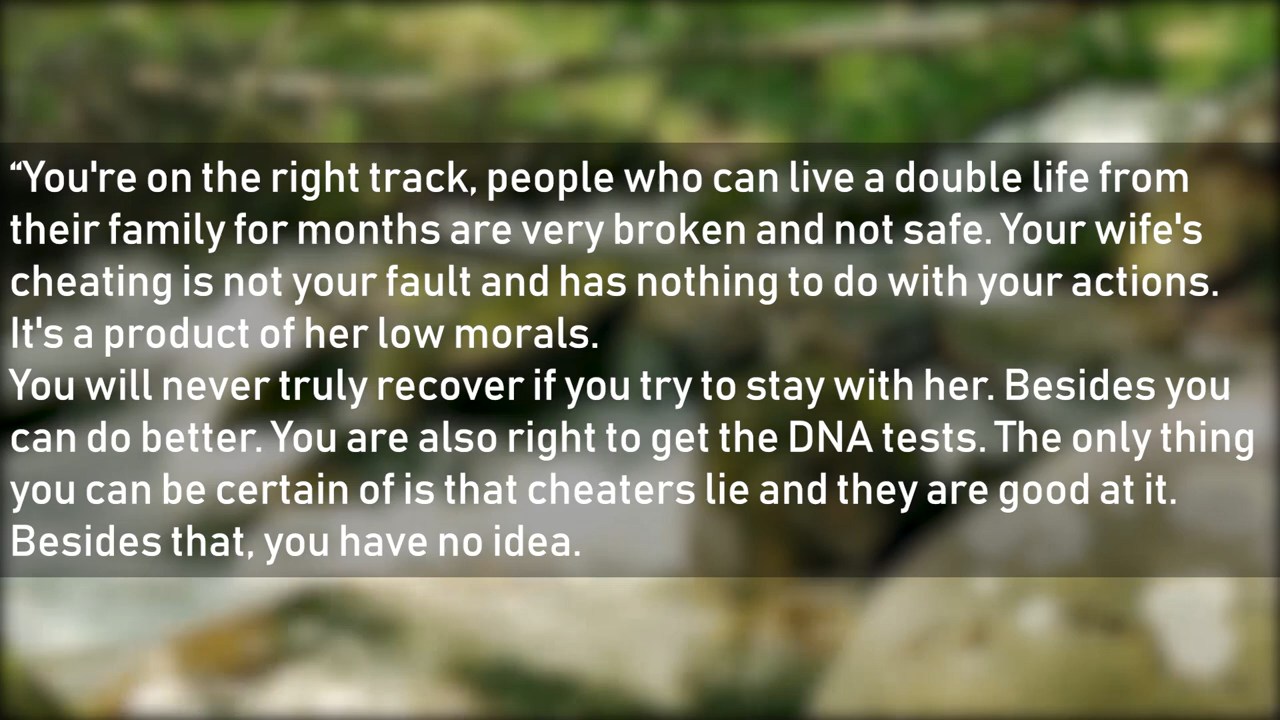 “You're on the right track, people who can live a double life from
their family for months are very broken and not safe. Your wife's
cheating is not your fault and has nothing to do with your actions.
It's a product of her low morals.
You will never truly recover if you try to stay with her. Besides you
can do better. You are also right to get the DNA tests. The only thing
you can be certain of is that cheaters lie and they are good at it.
Besides that, you have no idea.